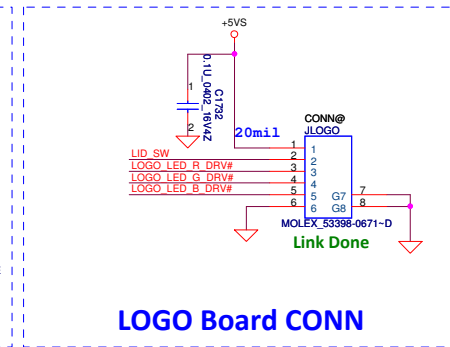 +5VS
1
2
0.1U_0402_16V4Z
C1732
20mil
CONN@
JLOGO
1 1
LID_SW 2 2
LOGO_LED_R_DRV# 3 3
LOGO_LED_G_DRV# 4 4
LOGO_LED_B_DRV# 5 5 G7 7
6 6 G8 8
MOLEX_53398-0671~D
Link Done
LOGO Board CONN